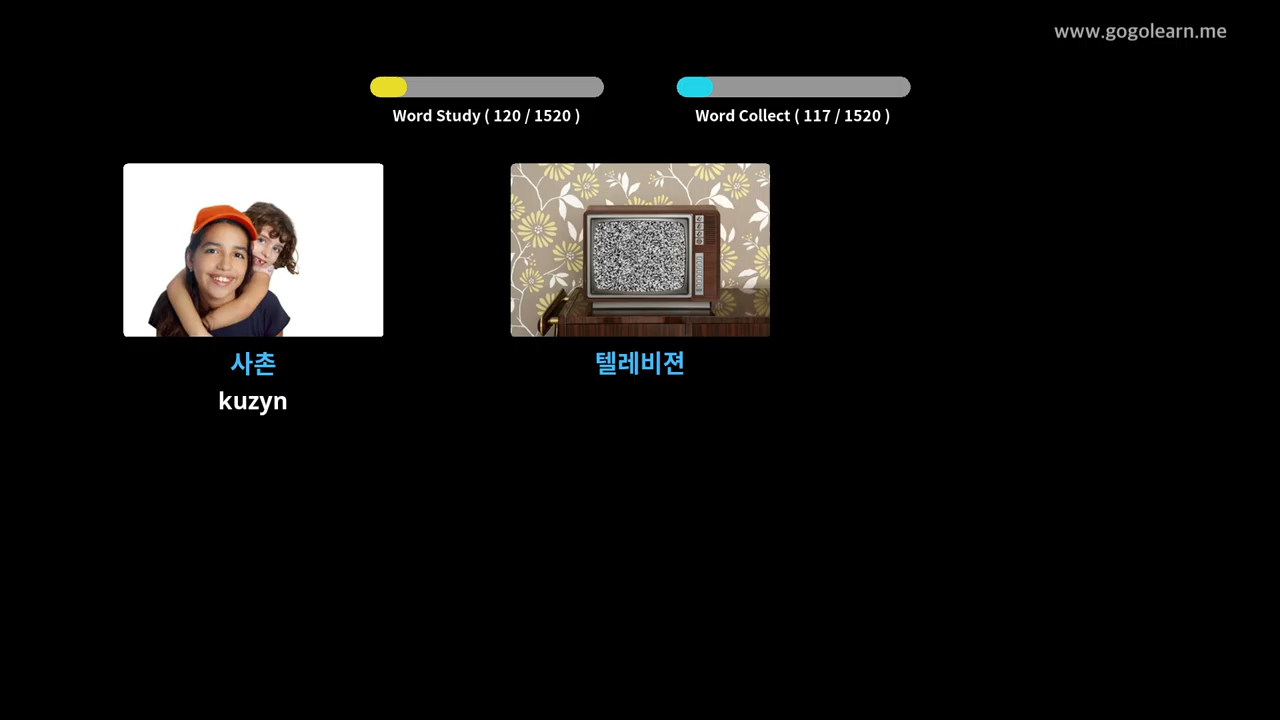 www.gogolearn.me
Word Study ( 120 / 1520 )
Word Collect ( 117 / 1520 )
사촌
kuzyn
텔레비젼